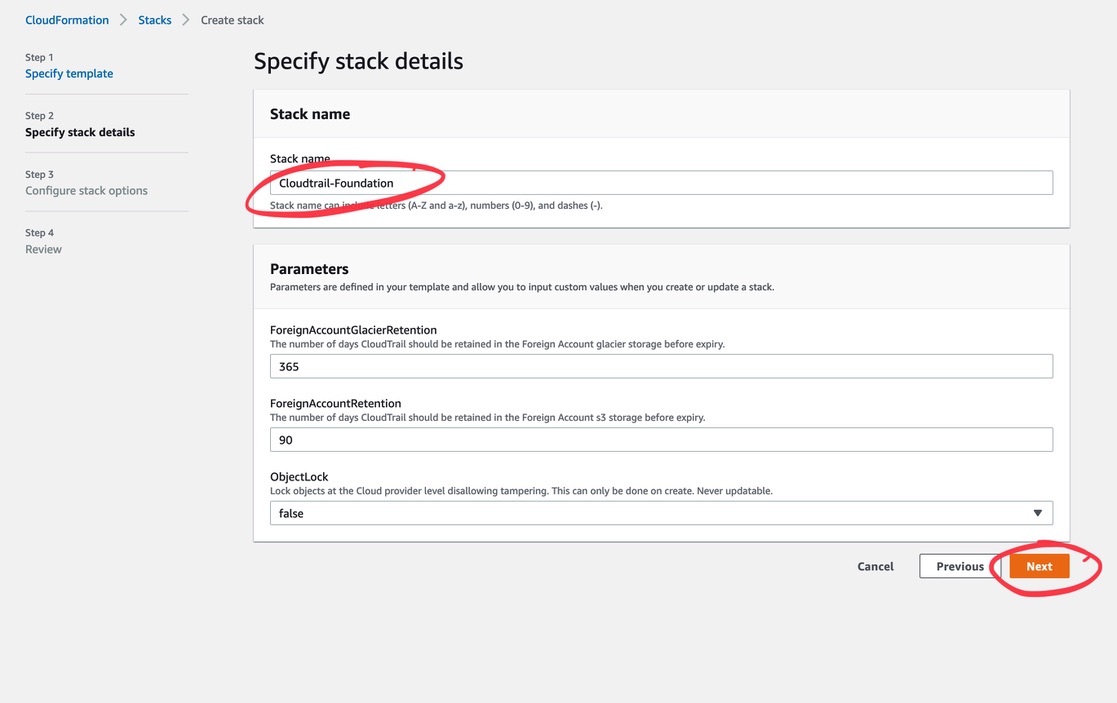 CloudFormation > Stacks > Create stack
Step 1
Specify template
Step 2
Specify stack details
Step 3
Configure stack options
Step 4
Review
Specify stack details
Stack name
Stack name
Cloudtrail-Foundation
Stack name can include letters (A-Z and a-z), numbers (0-9), and dashes (-).
Parameters
Parameters are defined in your template and allow you to input custom values when you create or update a stack.
ForeignAccountGlacierRetention
The number of days CloudTrail should be retained in the Foreign Account glacier storage before expiry.
365
ForeignAccountRetention
The number of days CloudTrail should be retained in the Foreign Account s3 storage before expiry.
90
ObjectLock
Lock objects at the Cloud provider level disallowing tampering. This can only be done on create. Never updatable.
false
Cancel Previous Next